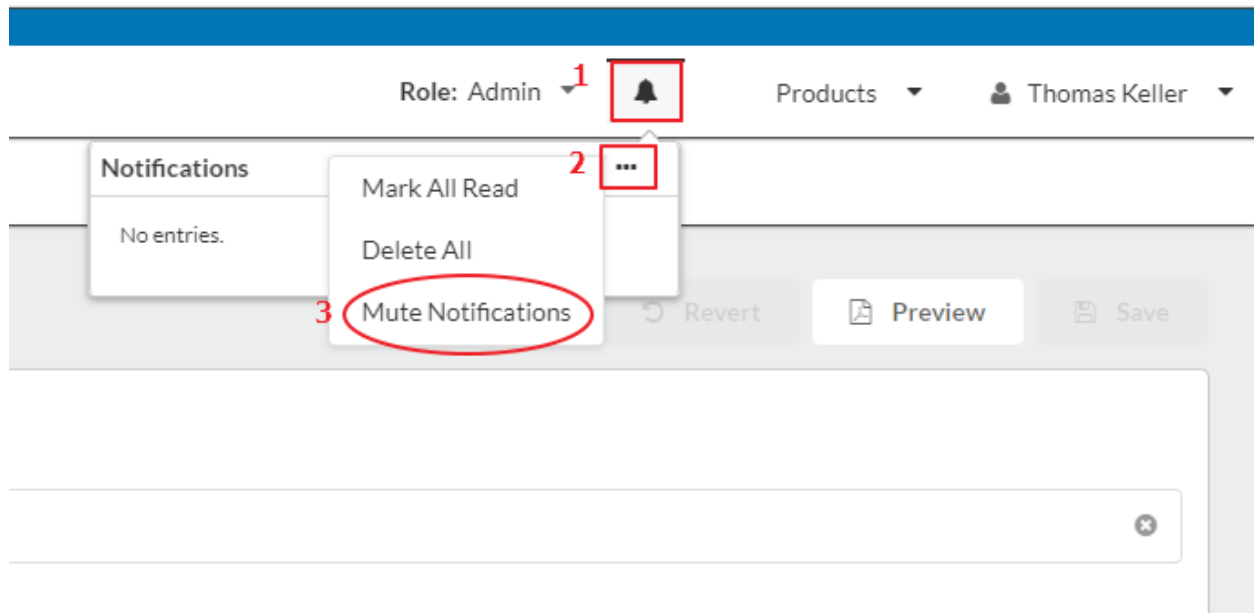 Role: Admin 1 Products Thomas Keller
Notifications 2 ...
Mark All Read
No entries.
Delete All
3 Mute Notifications Revert Preview Save